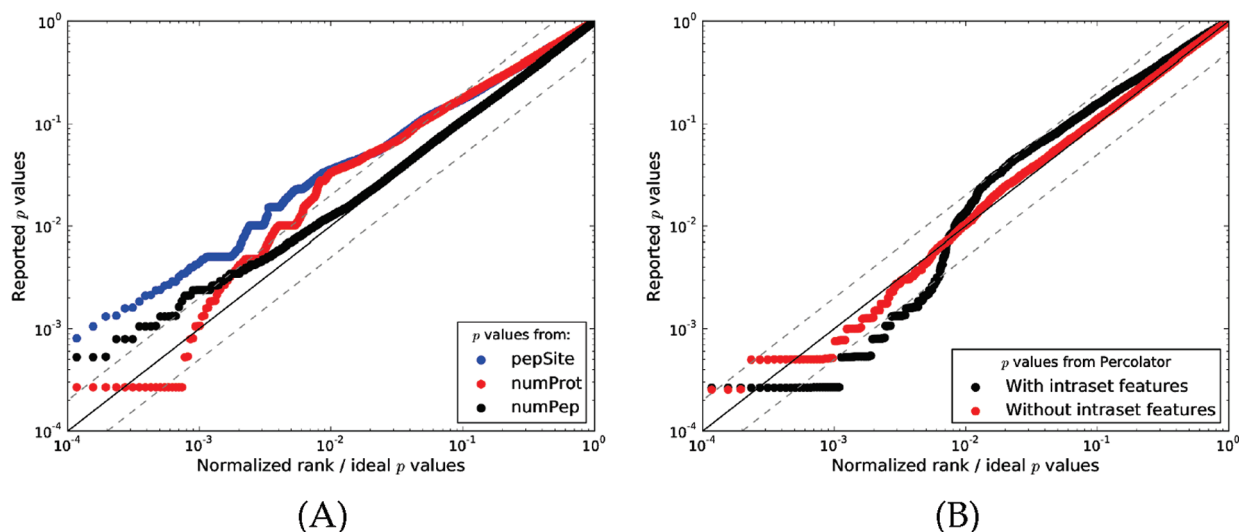 10^0
10^-1
10^-2
10^-3
10^-4
Reported p values
10^-4
10^-3
10^-2
10^-1
10^0
Normalized rank / ideal p values
p values from:
pepSite
numProt
numPep
(A)
10^0
10^-1
10^-2
10^-3
10^-4
Reported p values
10^-4
10^-3
10^-2
10^-1
10^0
Normalized rank / ideal p values
p values from Percolator
With intraset features
Without intraset features
(B)